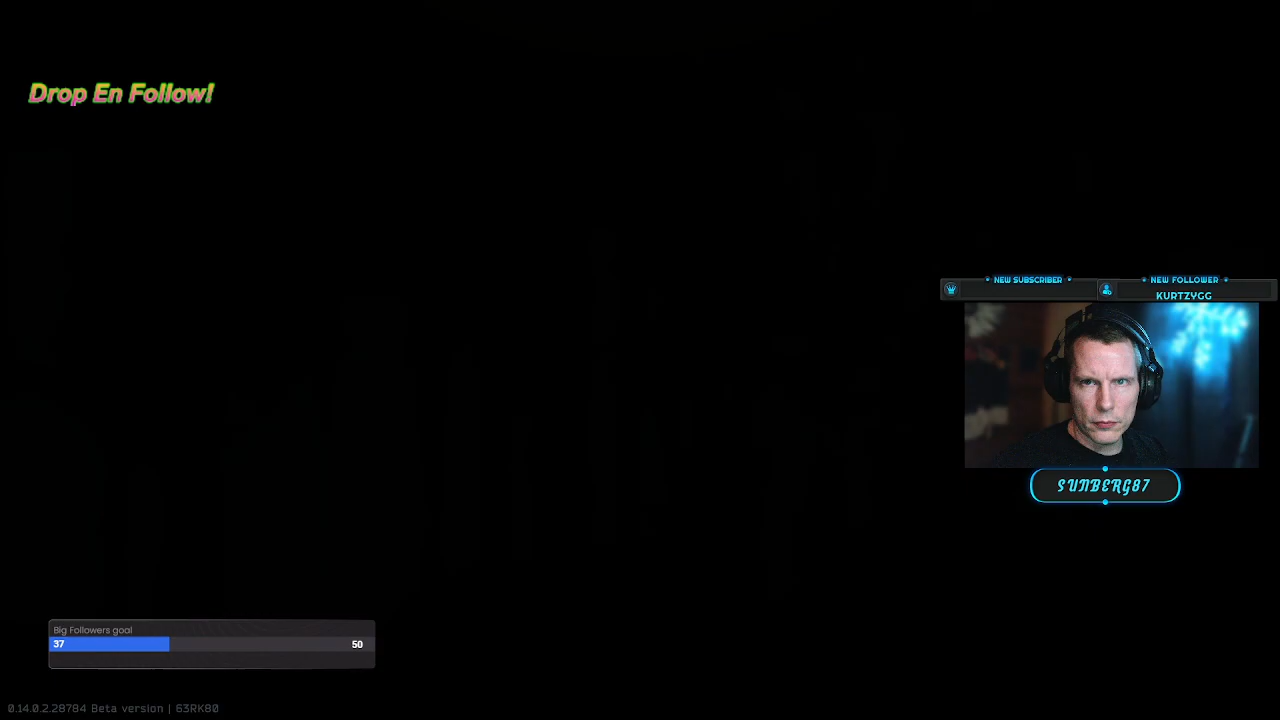 Drop En Follow!
NEW SUBSCRIBER
NEW FOLLOWER
KURTZYGG
SUNBERG87
Big Followers goal
37 50
0.14.0.2.28784 Beta version | 63RK80